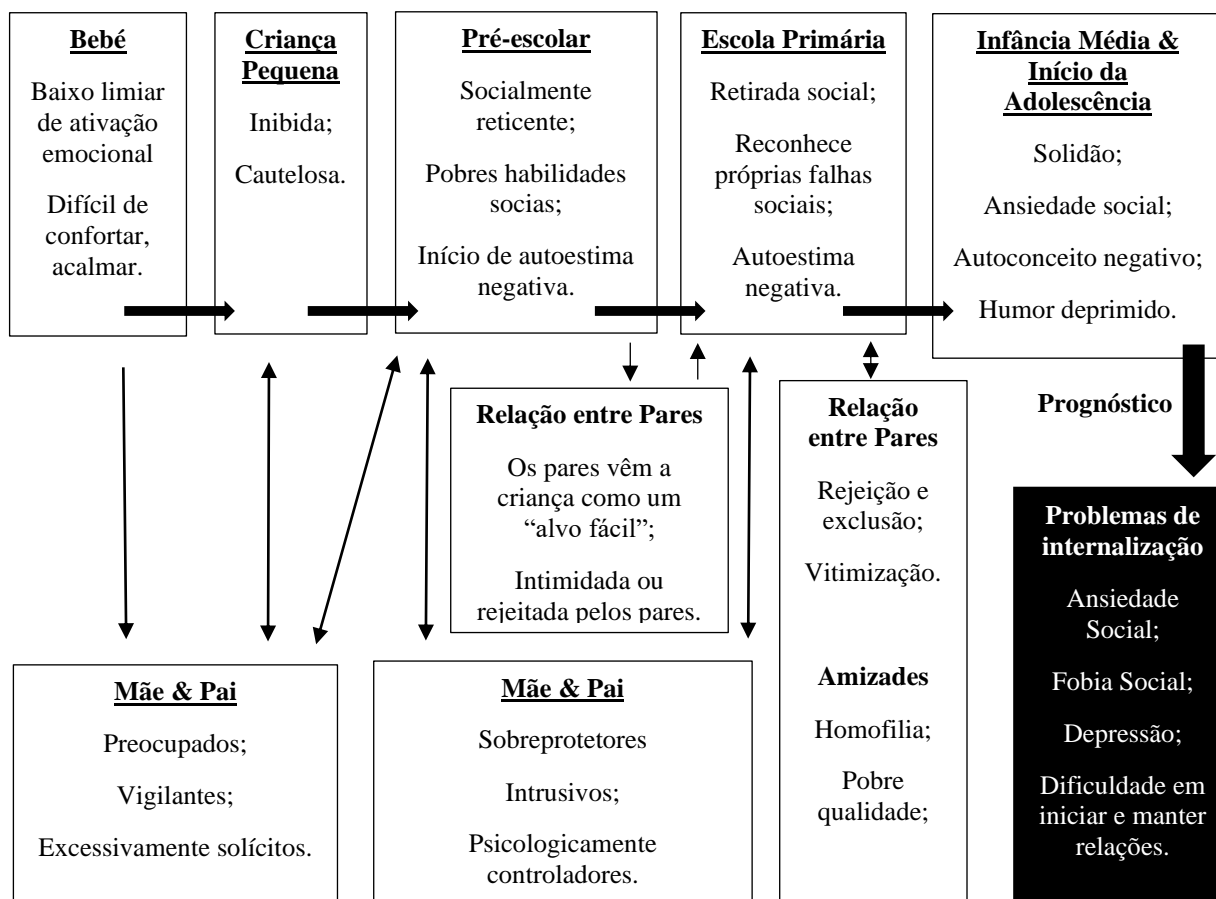 Bebé
Baixo limiar
de ativação
emocional
Difícil de
confortar,
acalmar.
Criança
Pequena
Inibida;
Cautelosa.
Pré-escolar
Socialmente
reticente;
Pobres habilidades
socias;
Início de autoestima
negativa.
Escola Primária
Retirada social;
Reconhece
próprias falhas
sociais;
Autoestima
negativa.
Infância Média &
Início da
Adolescência
Solidão;
Ansiedade social;
Autoconceito negativo;
Humor deprimido.
Relação entre Pares
Os pares vêm a
criança como um
“alvo fácil”;
Intimidada ou
rejeitada pelos pares.
Relação
entre Pares
Rejeição e
exclusão;
Vitimização.
Amizades
Homofilia;
Pobre
qualidade;
Prognóstico
Problemas de
internalização
Ansiedade
Social;
Fobia Social;
Depressão;
Dificuldade em
iniciar e manter
relações.
Mãe & Pai
Preocupados;
Vigilantes;
Excessivamente solícitos.
Mãe & Pai
Sobreprotetores
Intrusivos;
Psicologicamente
controladores.